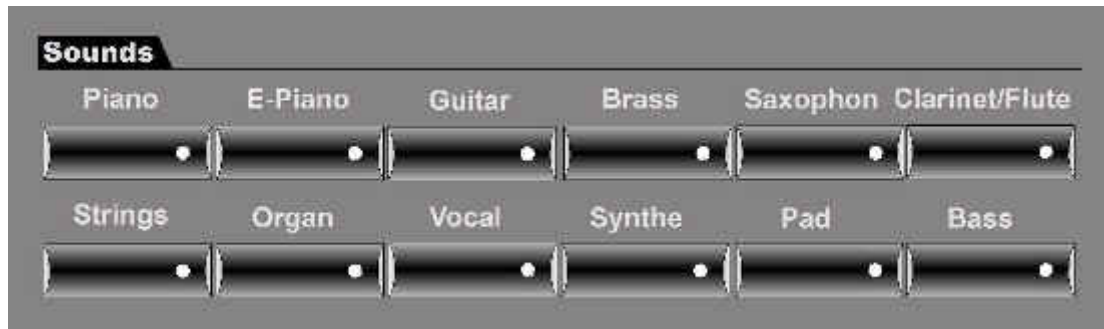 Sounds
Piano E-Piano Guitar Brass Saxophon Clarinet/Flute
Strings Organ Vocal Synthe Pad Bass